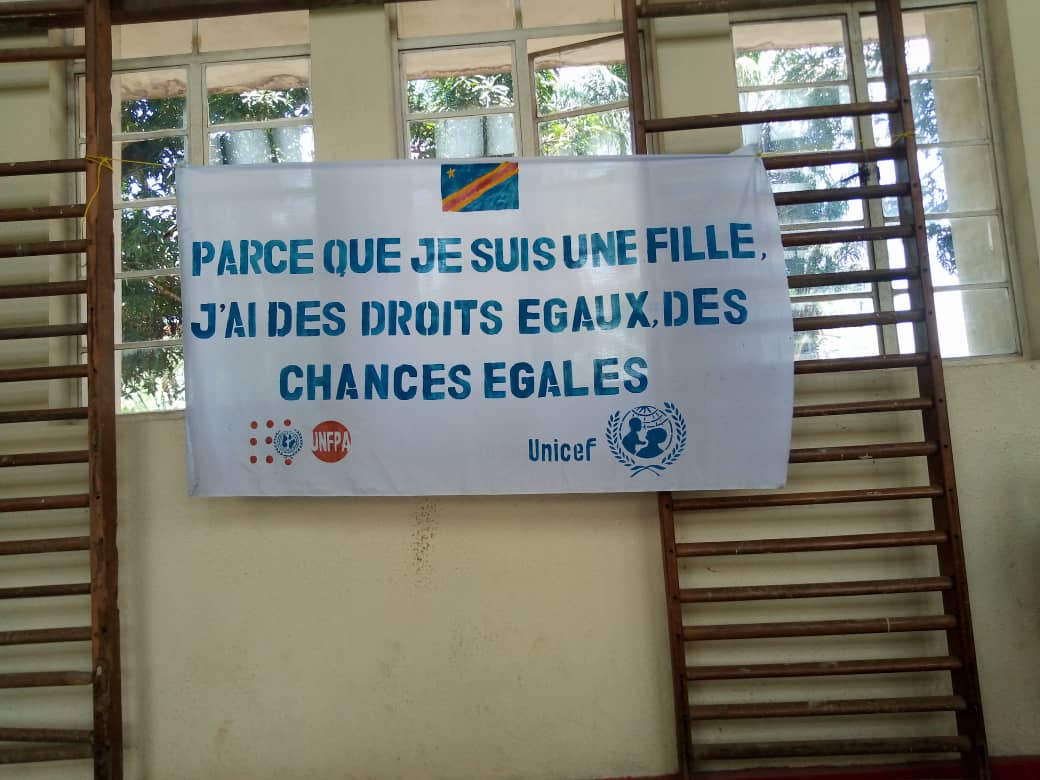 PARCE QUE JE SUIS UNE FILLE,
J'AI DES DROITS EGAUX, DES
CHANCES EGALES
UNFPA
Unicef